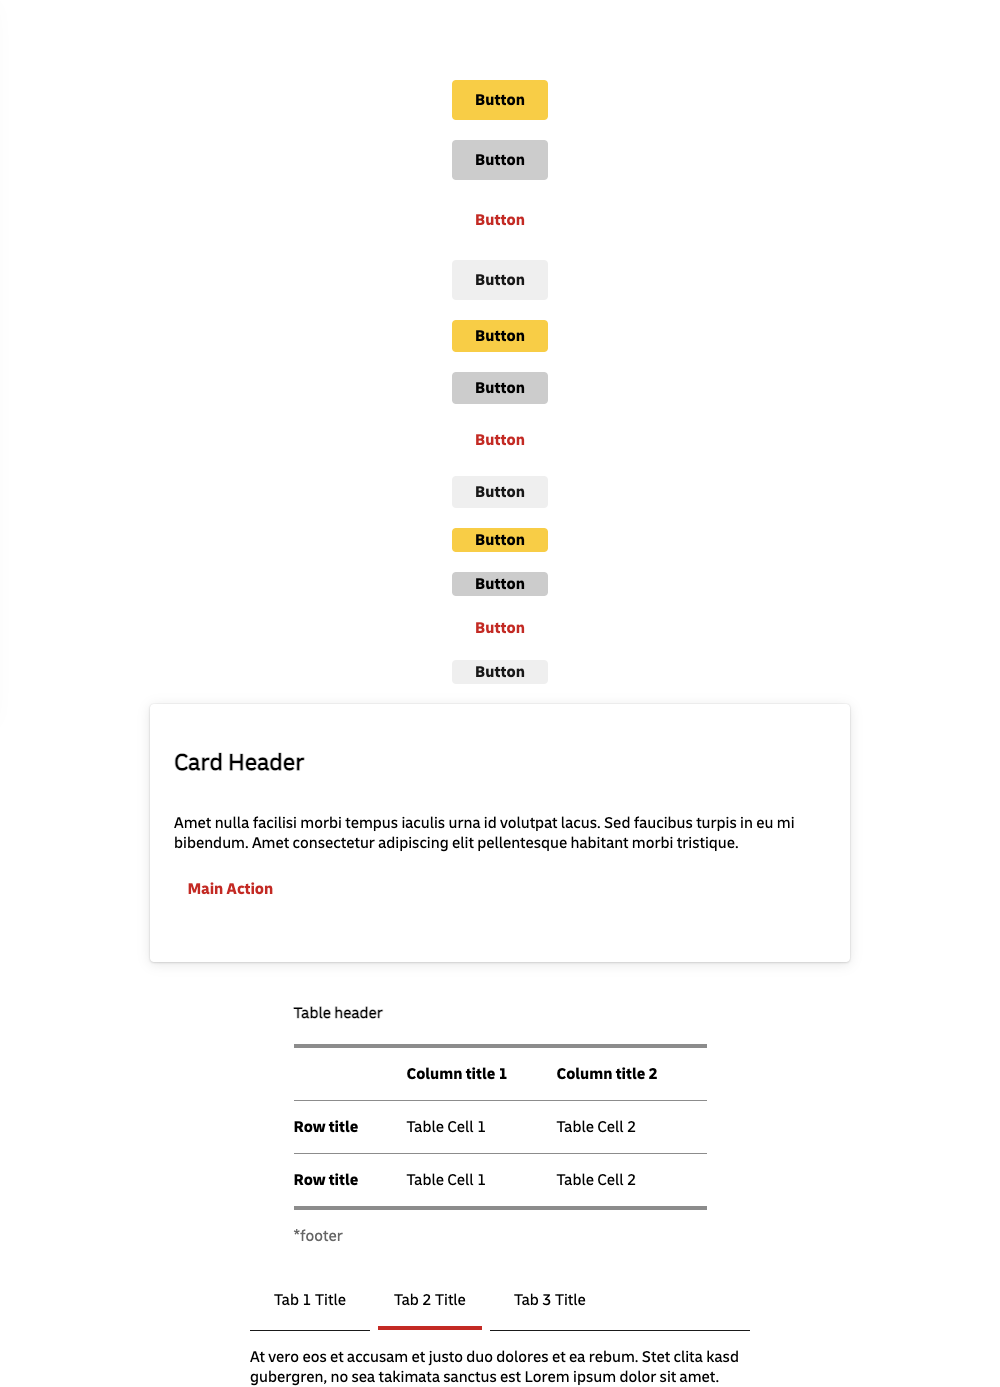 Button
Button
Button
Button
Button
Button
Button
Button
Button
Button
Button
Button
Card Header
Amet nulla facilisi morbi tempus iaculis urna id volutpat lacus. Sed faucibus turpis in eu mi
bibendum. Amet consectetur adipiscing elit pellentesque habitant morbi tristique.
Main Action
Table header
Column title 1 Column title 2
Row title Table Cell 1 Table Cell 2
Row title Table Cell 1 Table Cell 2
*footer
Tab 1 Title Tab 2 Title Tab 3 Title
At vero eos et accusam et justo duo dolores et ea rebum. Stet clita kasd
gubergren, no sea takimata sanctus est Lorem ipsum dolor sit amet.